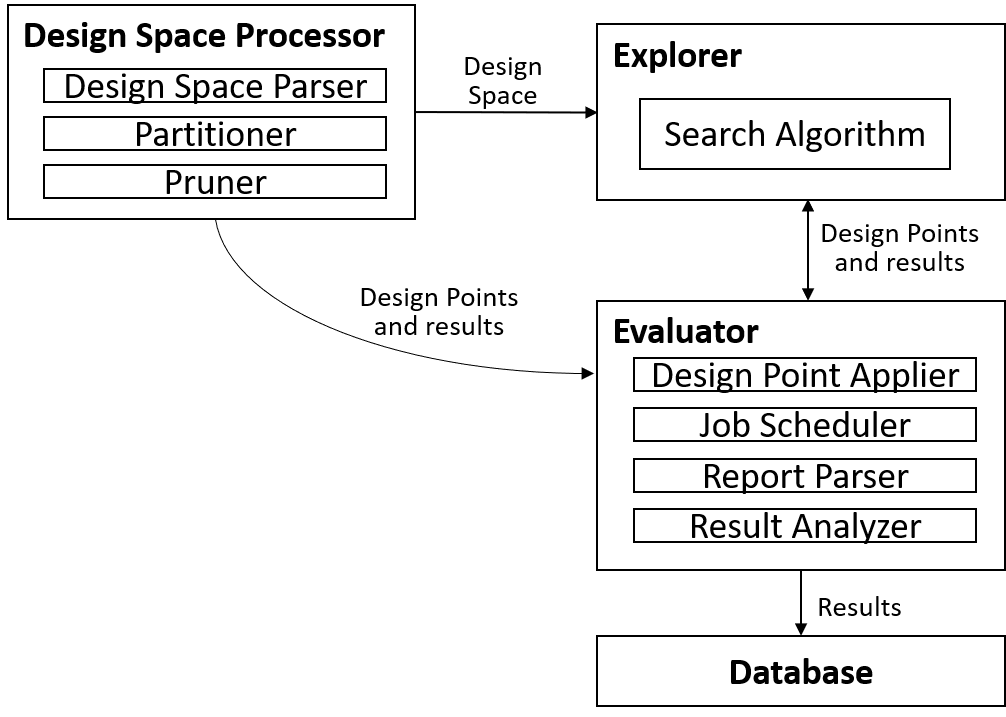 Design Space Processor
Design Space Parser
Partitioner
Pruner
Design
Space
Explorer
Search Algorithm
Design Points
and results
Design Points
and results
Evaluator
Design Point Applier
Job Scheduler
Report Parser
Result Analyzer
Results
Database